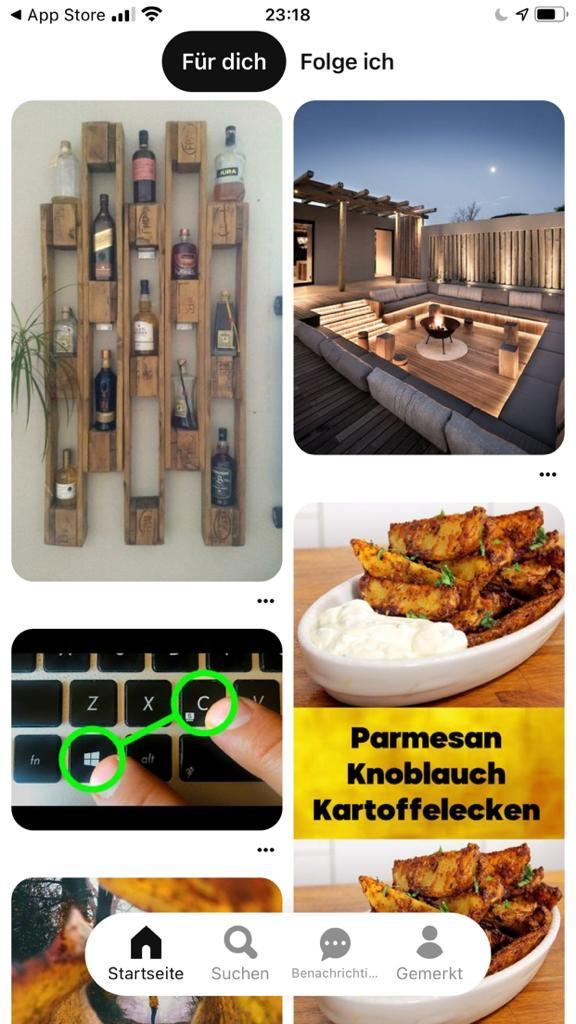 App Store
23:18
Für dich
Folge ich
JURA
Z
X
C
V
fn
alt
Parmesan
Knoblauch
Kartoffelecken
Startseite
Suchen
Benachrichti...
Gemerkt